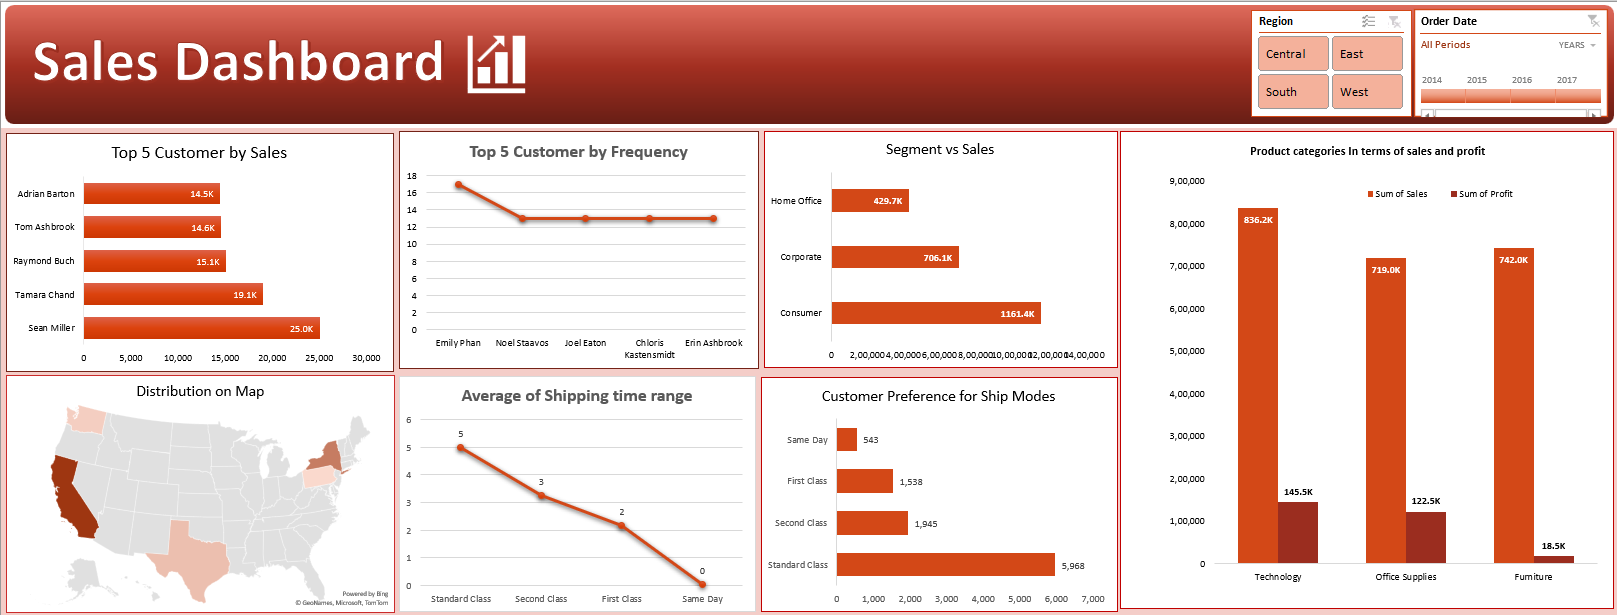 Sales Dashboard
Region
Central
East
South
West
Order Date
All Periods
YEARS
2014 2015 2016 2017
Top 5 Customer by Sales
Adrian Barton 14.5K
Tom Ashbrook 14.6K
Raymond Buch 15.1K
Tamara Chand 19.1K
Sean Miller 25.0K
0 5,000 10,000 15,000 20,000 25,000 30,000
Top 5 Customer by Frequency
18
16
14
12
10
8
6
4
2
0
Emily Phan Noel Staavos Joel Eaton Chloris Kastensmidt Erin Ashbrook
Segment vs Sales
Home Office 429.7K
Corporate 706.1K
Consumer 1161.4K
0 2,00,000 4,00,000 6,00,000 8,00,000 10,00,000 12,00,000 14,00,000
Product categories In terms of sales and profit
Sum of Sales Sum of Profit
9,00,000
8,00,000
7,00,000
6,00,000
5,00,000
4,00,000
3,00,000
2,00,000
1,00,000
0
836.2K
719.0K
742.0K
145.5K
122.5K
18.5K
Technology Office Supplies Furniture
Distribution on Map
Powered by Bing
© GeoNames, Microsoft, TomTom
Average of Shipping time range
6
5
4
3
2
1
0
5
3
2
0
Standard Class Second Class First Class Same Day
Customer Preference for Ship Modes
Same Day 543
First Class 1,538
Second Class 1,945
Standard Class 5,968
0 1,000 2,000 3,000 4,000 5,000 6,000 7,000